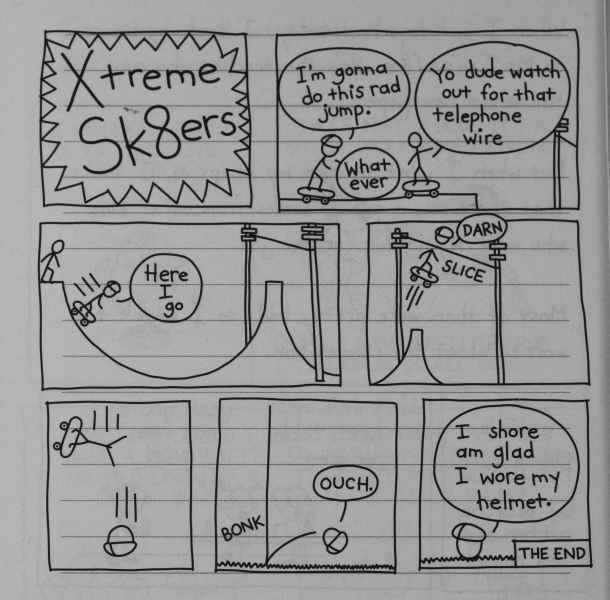 Xtreme
Sk8ers
I'm gonna
do this rad
jump.
Yo dude watch
out for that
telephone
wire
What
ever
Here
I
go
DARN
SLICE
BONK
OUCH.
I shore
am glad
I wore my
helmet.
THE END